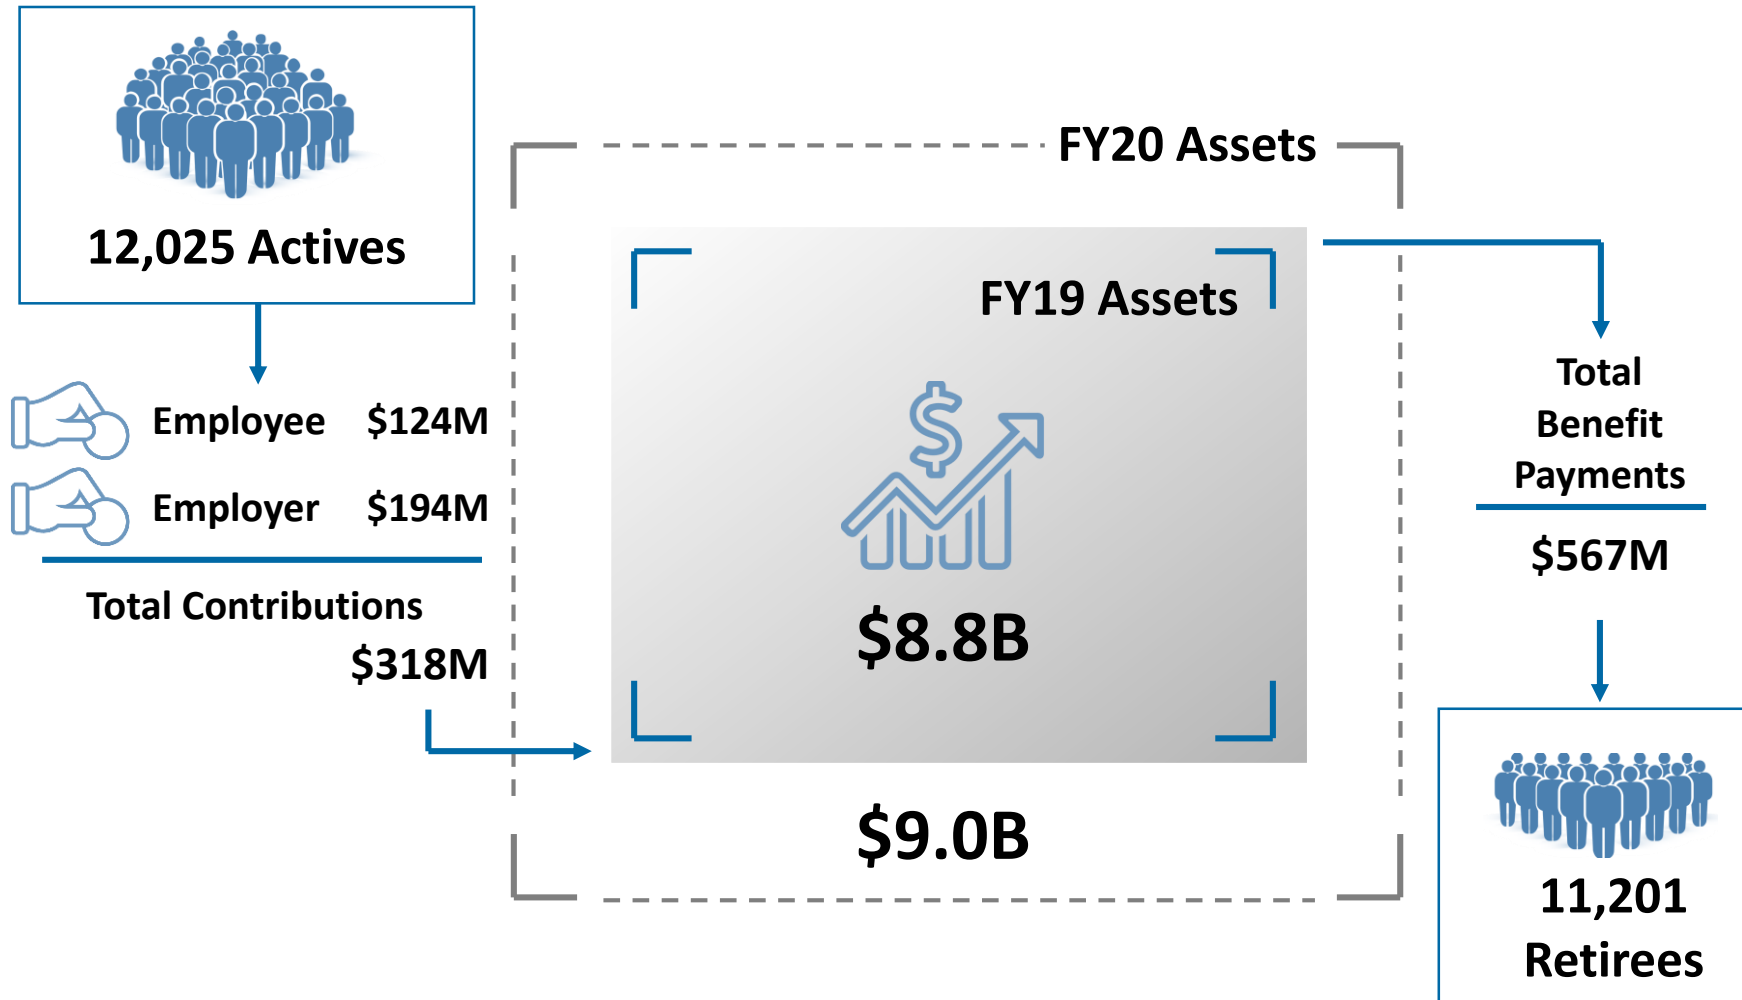 12,025 Actives
Employee $124M
Employer $194M
Total Contributions
$318M
FY20 Assets
FY19 Assets
$
$8.8B
$9.0B
Total
Benefit
Payments
$567M
11,201
Retirees